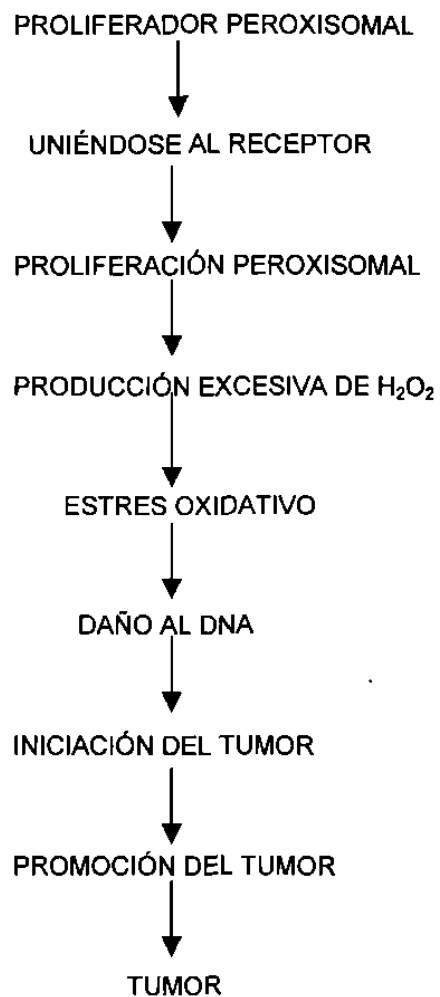 PROLIFERADOR PEROXISOMAL
UNIÉNDOSE AL RECEPTOR
PROLIFERACIÓN PEROXISOMAL
PRODUCCIÓN EXCESIVA DE H₂O₂
ESTRES OXIDATIVO
DAÑO AL DNA
INICIACIÓN DEL TUMOR
PROMOCIÓN DEL TUMOR
TUMOR